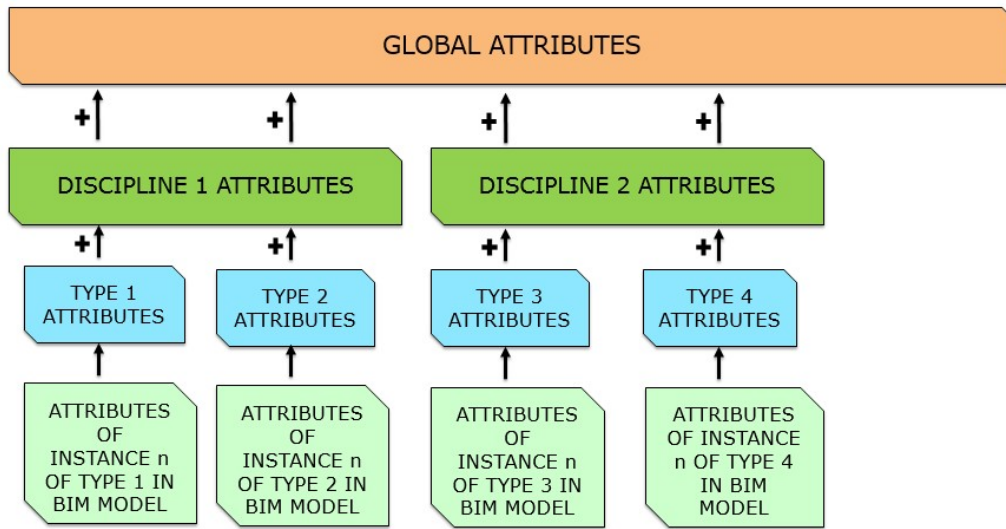 GLOBAL ATTRIBUTES
+ + + +
DISCIPLINE 1 ATTRIBUTES
DISCIPLINE 2 ATTRIBUTES
+ + + +
TYPE 1
ATTRIBUTES
TYPE 2
ATTRIBUTES
TYPE 3
ATTRIBUTES
TYPE 4
ATTRIBUTES
ATTRIBUTES
OF
INSTANCE n
OF TYPE 1 IN
BIM MODEL
ATTRIBUTES
OF
INSTANCE n
OF TYPE 2 IN
BIM MODEL
ATTRIBUTES
OF
INSTANCE n
OF TYPE 3 IN
BIM MODEL
ATTRIBUTES
OF INSTANCE
n OF TYPE 4
IN BIM
MODEL